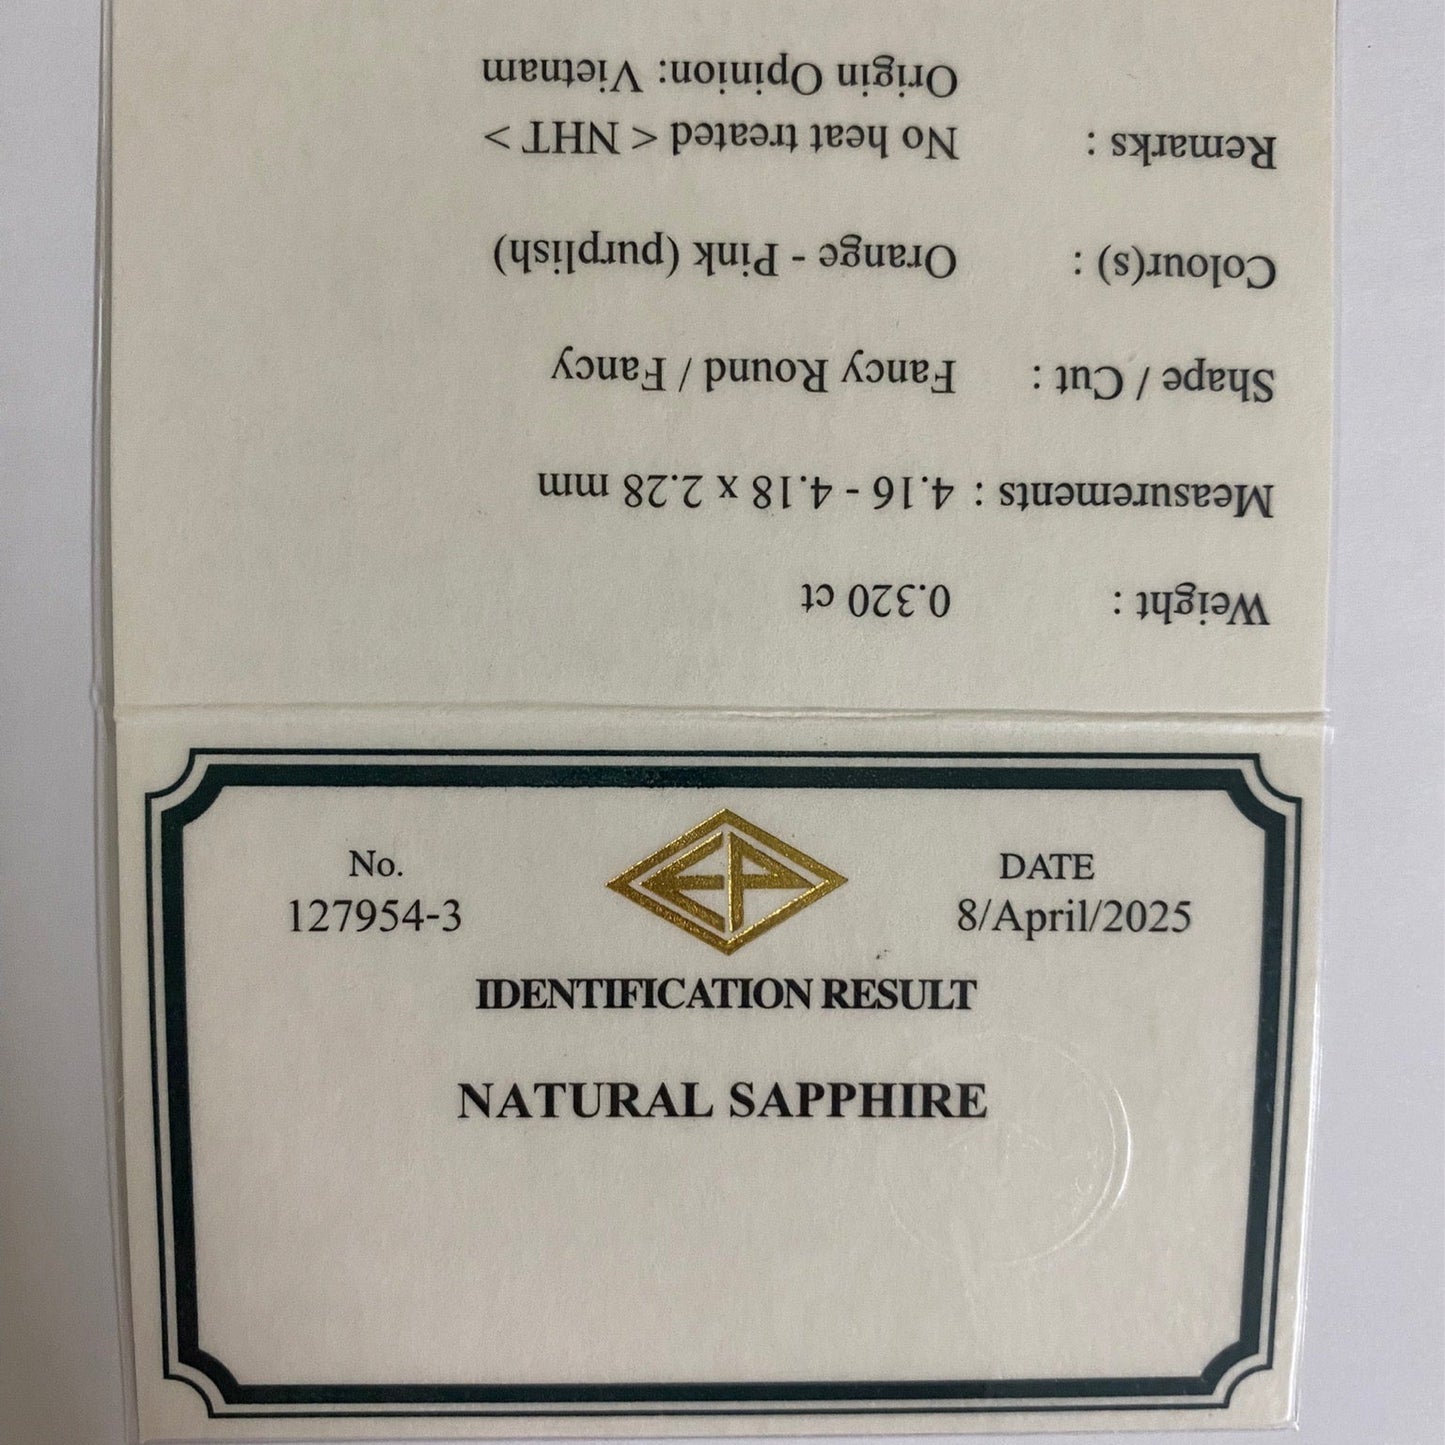 No.
127954-3
EP
DATE
8/April/2025
IDENTIFICATION RESULT
NATURAL SAPPHIRE
Weight : 0.320 ct
Measurements : 4.16 - 4.18 x 2.28 mm
Shape / Cut : Fancy Round / Fancy
Colour(s) : Orange - Pink (purplish)
Remarks : No heat treated < NHT >
Origin Opinion: Vietnam